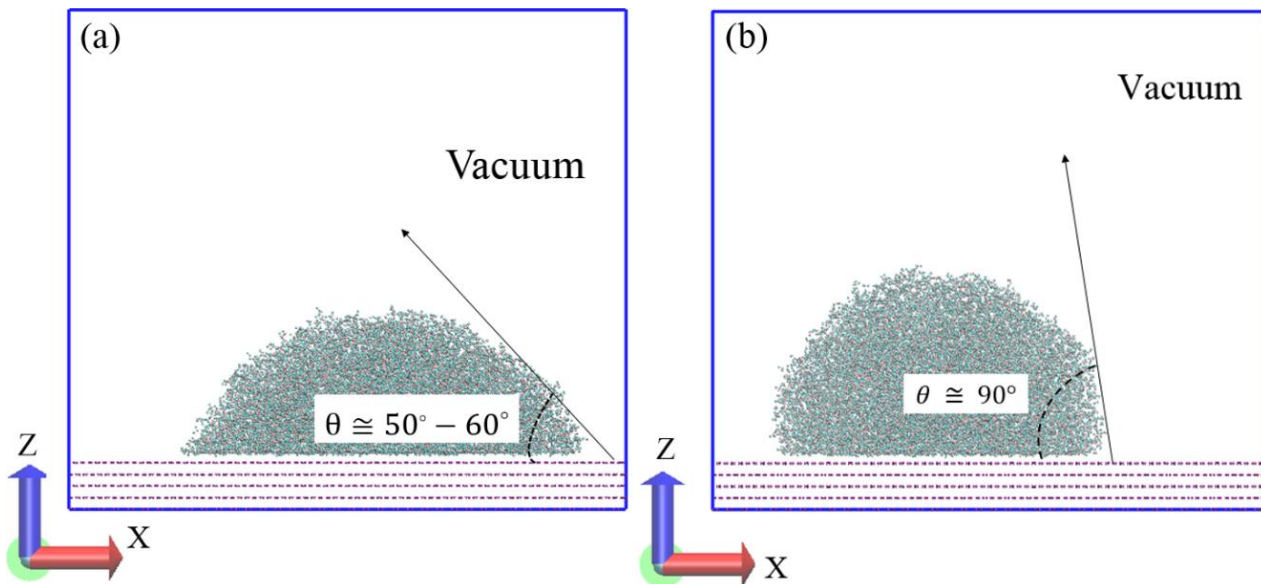 (a)
Vacuum
θ ≅ 50° − 60°
Z
X
(b)
Vacuum
θ ≅ 90°
Z
X